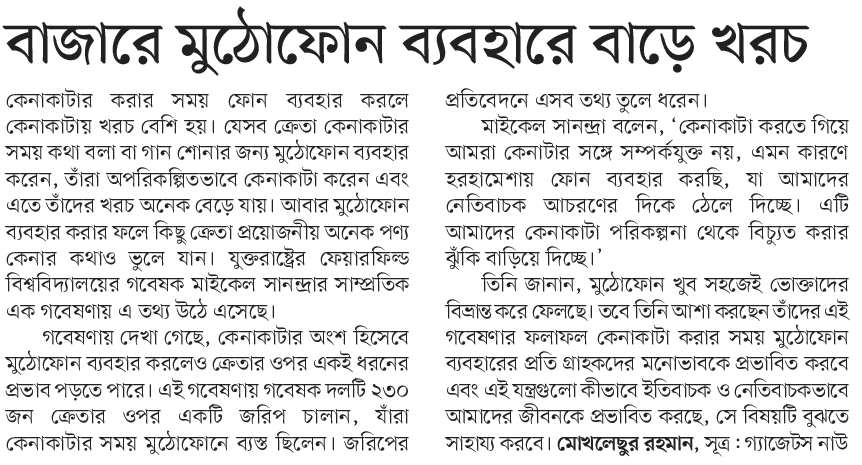 বাজারে মুঠোফোন ব্যবহারে বাড়ে খরচ
কেনাকাটার করার সময় ফোন ব্যবহার করলে
কেনাকাটায় খরচ বেশি হয়। যেসব ক্রেতা কেনাকাটার
সময় কথা বলা বা গান শোনার জন্য মুঠোফোন ব্যবহার
করেন, তাঁরা অপরিকল্পিতভাবে কেনাকাটা করেন এবং
এতে তাঁদের খরচ অনেক বেড়ে যায়। আবার মুঠোফোন
ব্যবহার করার ফলে কিছু ক্রেতা প্রয়োজনীয় অনেক পণ্য
কেনার কথাও ভুলে যান। যুক্তরাষ্ট্রের ফেয়ারফিল্ড
বিশ্ববিদ্যালয়ের গবেষক মাইকেল সানন্দ্রার সাম্প্রতিক
এক গবেষণায় এ তথ্য উঠে এসেছে।
গবেষণায় দেখা গেছে, কেনাকাটার অংশ হিসেবে
মুঠোফোন ব্যবহার করলেও ক্রেতার ওপর একই ধরনের
প্রভাব পড়তে পারে। এই গবেষণায় গবেষক দলটি ২৩০
জন ক্রেতার ওপর একটি জরিপ চালান, যাঁরা
কেনাকাটার সময় মুঠোফোনে ব্যস্ত ছিলেন। জরিপের
প্রতিবেদনে এসব তথ্য তুলে ধরেন।
মাইকেল সানন্দ্রা বলেন, ‘কেনাকাটা করতে গিয়ে
আমরা কেনাটার সঙ্গে সম্পর্কযুক্ত নয়, এমন কারণে
হরহামেশায় ফোন ব্যবহার করছি, যা আমাদের
নেতিবাচক আচরণের দিকে ঠেলে দিচ্ছে। এটি
আমাদের কেনাকাটা পরিকল্পনা থেকে বিচ্যুত করার
ঝুঁকি বাড়িয়ে দিচ্ছে।’
তিনি জানান, মুঠোফোন খুব সহজেই ভোক্তাদের
বিভ্রান্ত করে ফেলছে। তবে তিনি আশা করছেন তাঁদের এই
গবেষণার ফলাফল কেনাকাটা করার সময় মুঠোফোন
ব্যবহারের প্রতি গ্রাহকদের মনোভাবকে প্রভাবিত করবে
এবং এই যন্ত্রগুলো কীভাবে ইতিবাচক ও নেতিবাচকভাবে
আমাদের জীবনকে প্রভাবিত করছে, সে বিষয়টি বুঝতে
সাহায্য করবে। মোখলেছুর রহমান, সূত্র : গ্যাজেটস নাউ